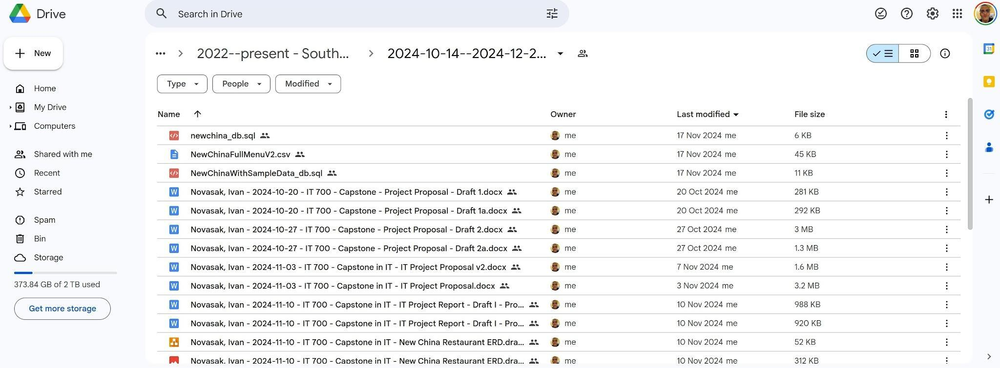 Drive
Search in Drive
New
Home
My Drive
Computers
Shared with me
Recent
Starred
Spam
Bin
Storage
373.84 GB of 2 TB used
Get more storage
2022--present - South... 2024-10-14--2024-12-2...
Type People Modified
Name Owner Last modified File size
newchina_db.sql me 17 Nov 2024 me 6 KB
NewChinaFullMenuV2.csv me 17 Nov 2024 me 45 KB
NewChinaWithSampleData_db.sql me 17 Nov 2024 me 11 KB
Novasak, Ivan - 2024-10-20 - IT 700 - Capstone - Project Proposal - Draft 1.docx me 20 Oct 2024 me 281 KB
Novasak, Ivan - 2024-10-20 - IT 700 - Capstone - Project Proposal - Draft 1a.docx me 20 Oct 2024 me 292 KB
Novasak, Ivan - 2024-10-27 - IT 700 - Capstone - Project Proposal - Draft 2.docx me 27 Oct 2024 me 3 MB
Novasak, Ivan - 2024-10-27 - IT 700 - Capstone - Project Proposal - Draft 2a.docx me 27 Oct 2024 me 1.3 MB
Novasak, Ivan - 2024-11-03 - IT 700 - Capstone in IT - IT Project Proposal v2.docx me 7 Nov 2024 me 1.6 MB
Novasak, Ivan - 2024-11-03 - IT 700 - Capstone in IT - IT Project Proposal.docx me 3 Nov 2024 me 3.2 MB
Novasak, Ivan - 2024-11-10 - IT 700 - Capstone in IT - IT Project Report - Draft I - Pro... me 10 Nov 2024 me 988 KB
Novasak, Ivan - 2024-11-10 - IT 700 - Capstone in IT - IT Project Report - Draft I - Pro... me 10 Nov 2024 me 920 KB
Novasak, Ivan - 2024-11-10 - IT 700 - Capstone in IT - New China Restaurant ERD.dra... me 10 Nov 2024 me 52 KB
Novasak, Ivan - 2024-11-10 - IT 700 - Capstone in IT - New China Restaurant ERD.dra... me 10 Nov 2024 me 312 KB
31